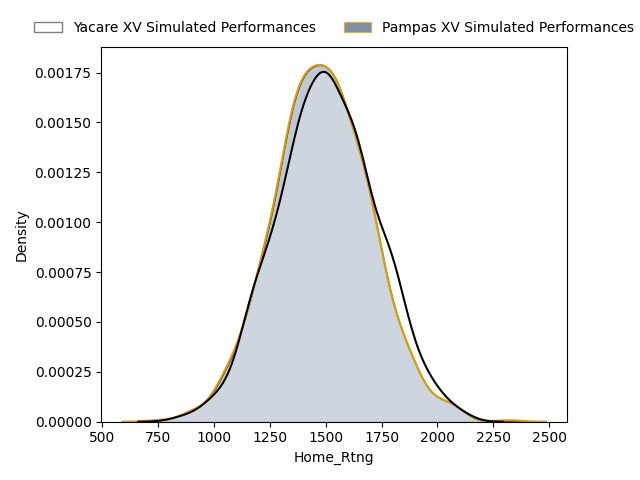 Yacare XV Simulated Performances Pampas XV Simulated Performances
0.00175
0.00150
0.00125
0.00100
0.00075
0.00050
0.00025
0.00000
Density
500 750 1000 1250 1500 1750 2000 2250 2500
Home_Rtng